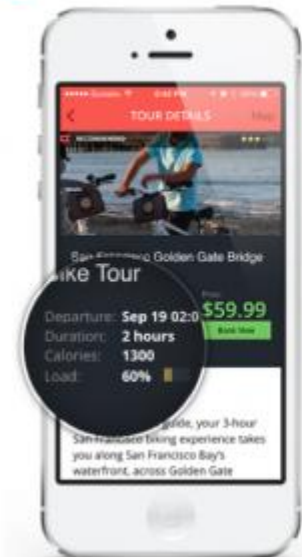 TOUR DETAILS
Map
San Francisco Golden Gate Bridge
Bike Tour
Departure: Sep 19 02:0
Duration: 2 hours
Calories: 1300
Load: 60%
$59.99
Book Now
guide, your 3-hour
San Francisco biking experience takes
you along San Francisco Bay's
waterfront, across Golden Gate